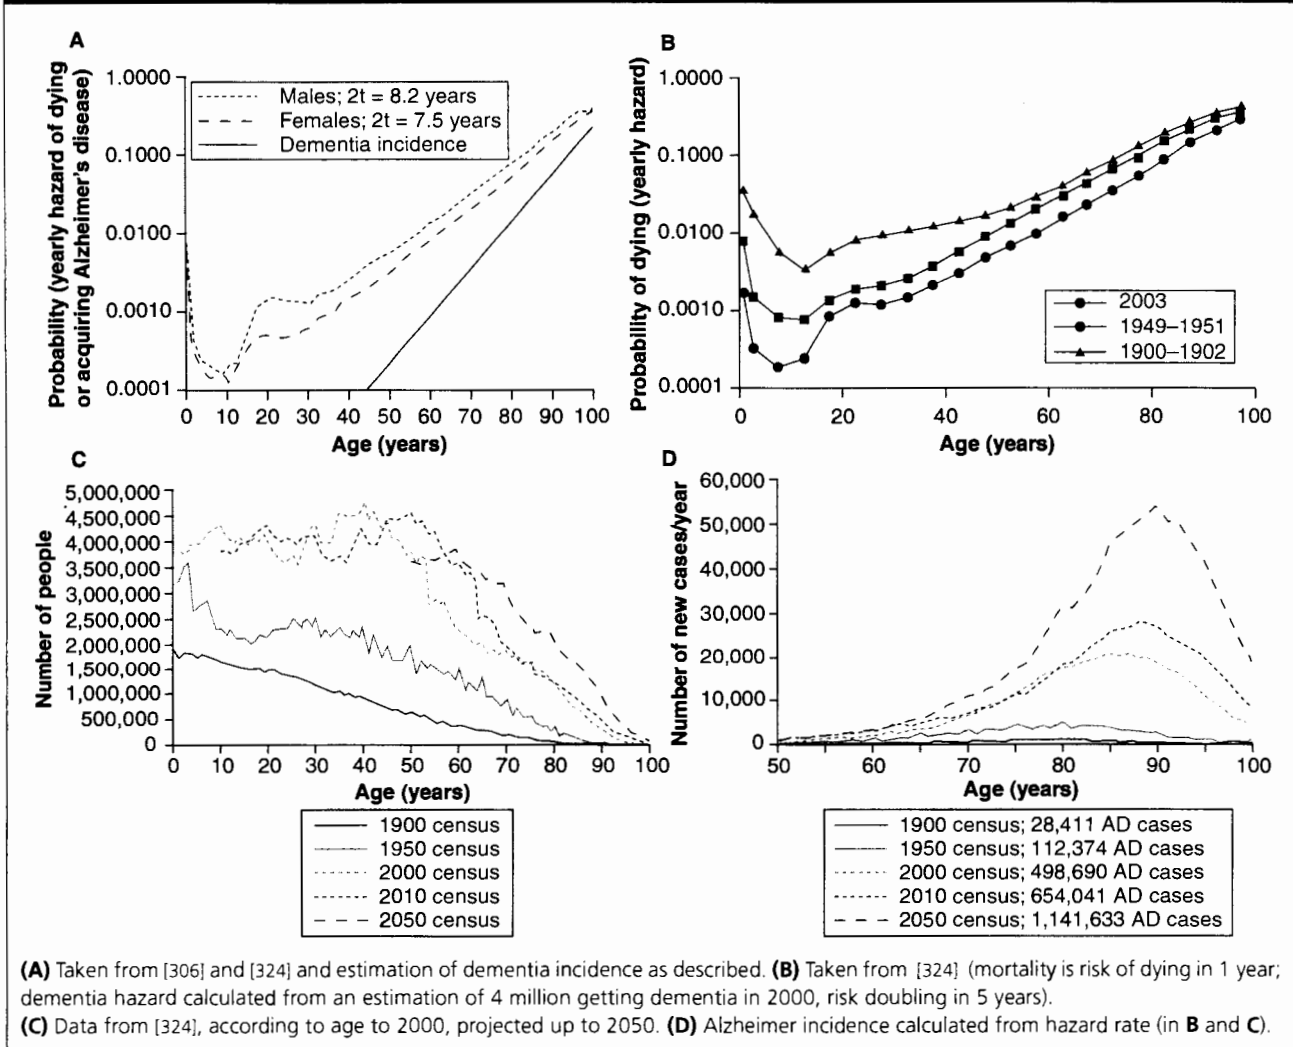 A
Probability (yearly hazard of dying
or acquiring Alzheimer's disease)
1.0000
0.1000
0.0100
0.0010
0.0001
Males; 2t = 8.2 years
Females; 2t = 7.5 years
Dementia incidence
0 10 20 30 40 50 60 70 80 90 100
Age (years)
B
Probability of dying (yearly hazard)
1.0000
0.1000
0.0100
0.0010
0.0001
2003
1949–1951
1900–1902
0 20 40 60 80 100
Age (years)
C
Number of people
5,000,000
4,500,000
4,000,000
3,500,000
3,000,000
2,500,000
2,000,000
1,500,000
1,000,000
500,000
0
0 10 20 30 40 50 60 70 80 90 100
Age (years)
1900 census
1950 census
2000 census
2010 census
2050 census
D
Number of new cases/year
60,000
50,000
40,000
30,000
20,000
10,000
0
50 60 70 80 90 100
Age (years)
1900 census; 28,411 AD cases
1950 census; 112,374 AD cases
2000 census; 498,690 AD cases
2010 census; 654,041 AD cases
2050 census; 1,141,633 AD cases
(A) Taken from [306] and [324] and estimation of dementia incidence as described. (B) Taken from [324] (mortality is risk of dying in 1 year;
dementia hazard calculated from an estimation of 4 million getting dementia in 2000, risk doubling in 5 years).
(C) Data from [324], according to age to 2000, projected up to 2050. (D) Alzheimer incidence calculated from hazard rate (in B and C).